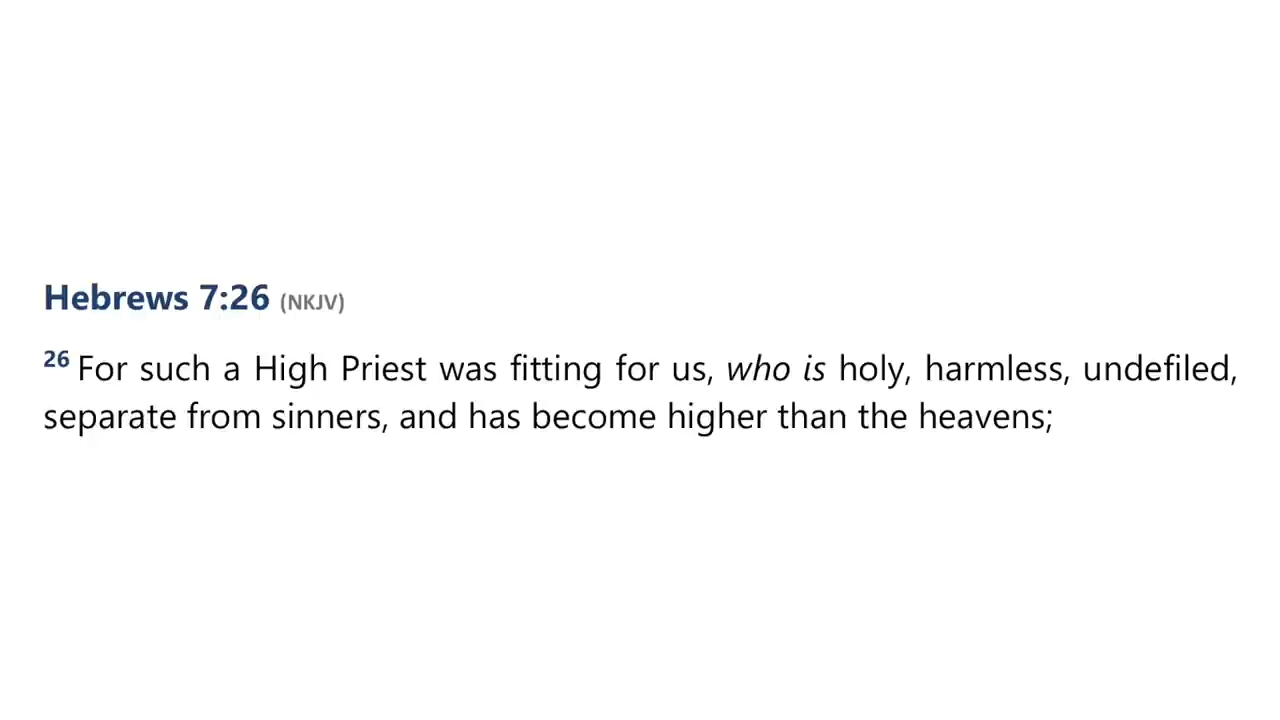 Hebrews 7:26 (NKJV)
26 For such a High Priest was fitting for us, who is holy, harmless, undefiled,
separate from sinners, and has become higher than the heavens;